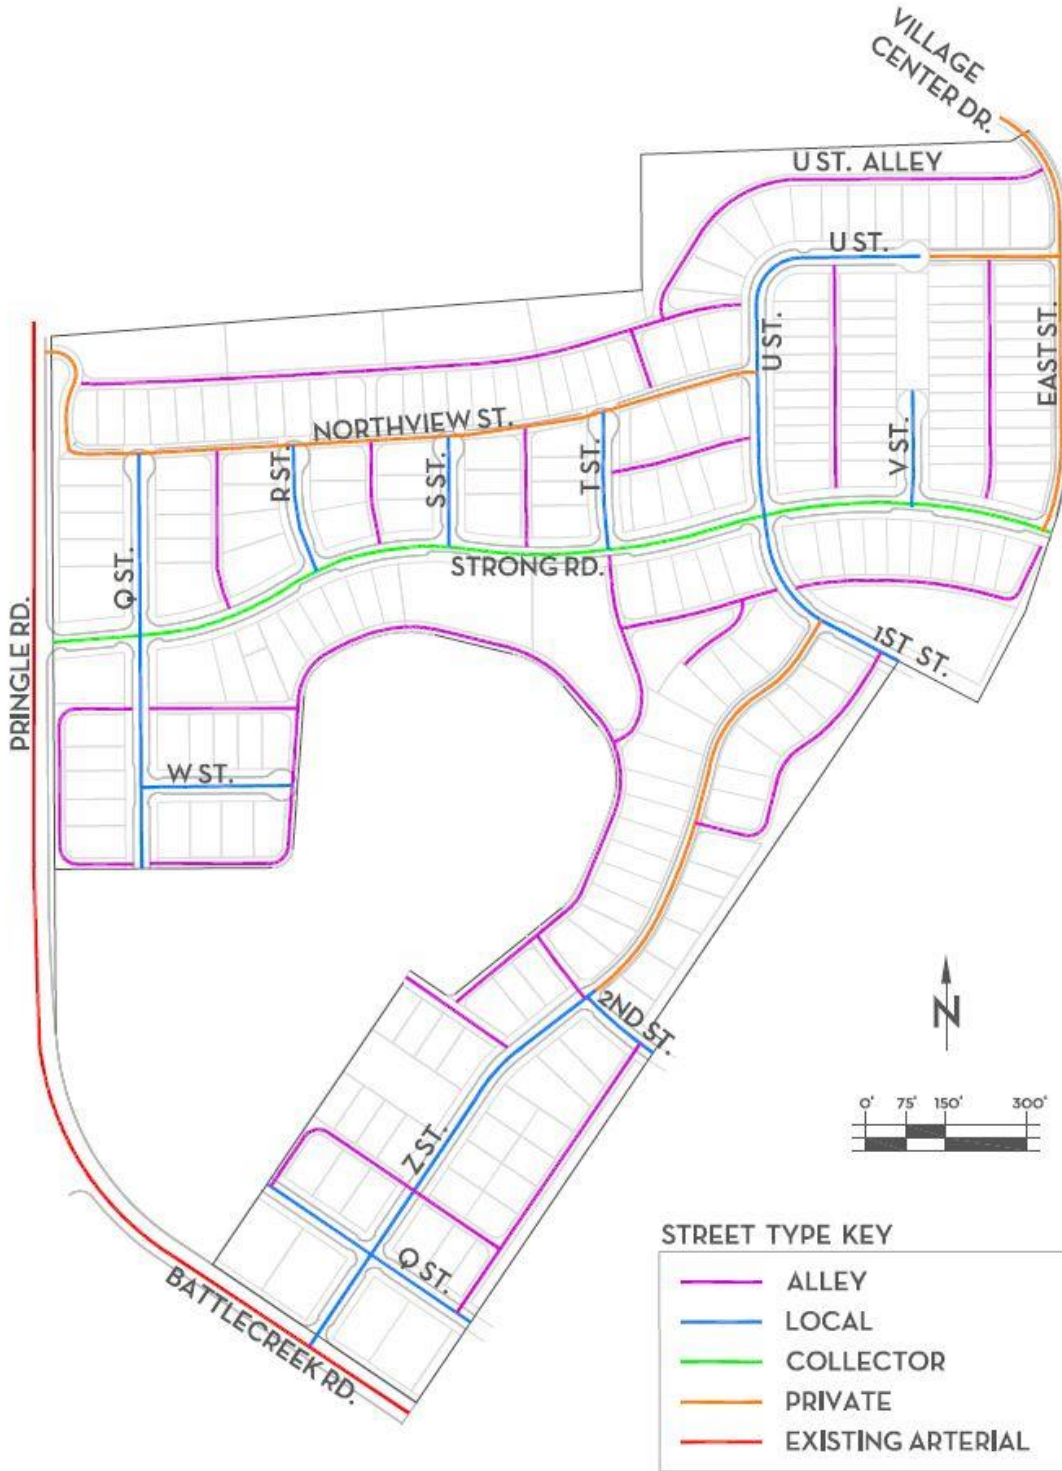 VILLAGE
CENTER DR.
U ST. ALLEY
U ST.
U ST.
EAST ST.
NORTHVIEW ST.
R ST.
S ST.
T ST.
V ST.
Q ST.
STRONG RD.
PRINGLE RD.
1ST ST.
W ST.
2ND ST.
N
0' 75' 150' 300'
Z ST.
Q ST.
BATTLECREEK RD.
STREET TYPE KEY
ALLEY
LOCAL
COLLECTOR
PRIVATE
EXISTING ARTERIAL